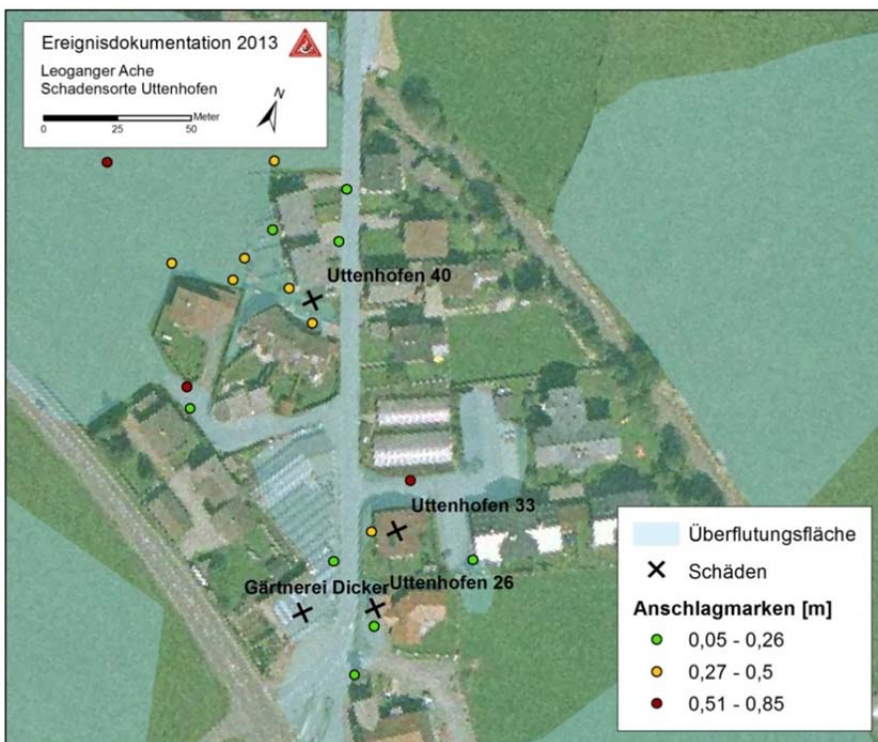 Ereignisdokumentation 2013
Leoganger Ache
Schadensorte Uttenhofen
N
Meter
0 25 50
Uttenhofen 40
Uttenhofen 33
Uttenhofen 26
Gärtnerei Dicker
Überflutungsfläche
Schäden
Anschlagmarken [m]
0,05 - 0,26
0,27 - 0,5
0,51 - 0,85